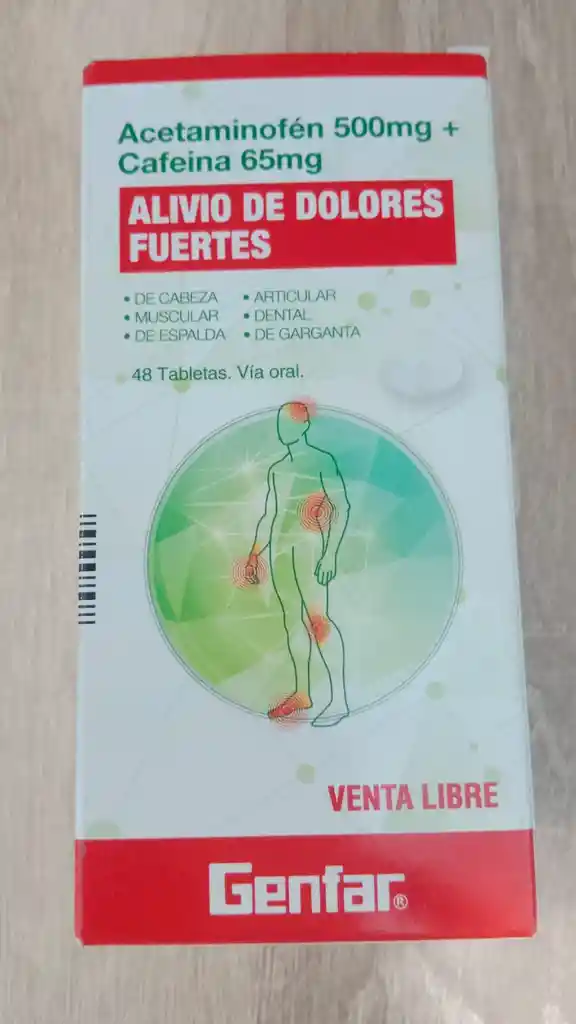 Acetaminofén 500mg +
Cafeina 65mg
ALIVIO DE DOLORES
FUERTES
• DE CABEZA • ARTICULAR
• MUSCULAR • DENTAL
• DE ESPALDA • DE GARGANTA
48 Tabletas. Vía oral.
VENTA LIBRE
Genfar®